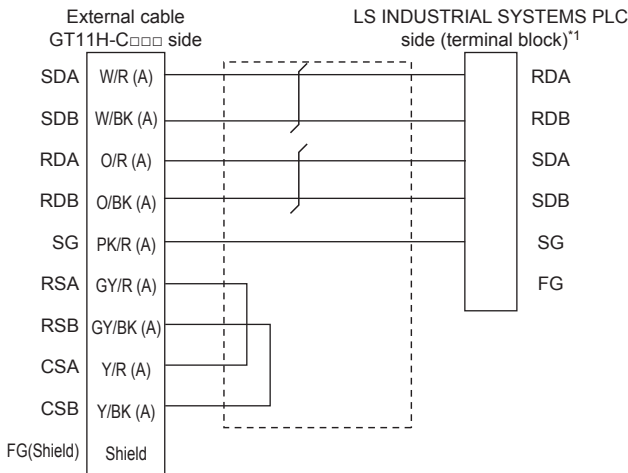 External cable
GT11H-C□□□ side
LS INDUSTRIAL SYSTEMS PLC
side (terminal block)*1
SDA W/R (A) RDA
SDB W/BK (A) RDB
RDA O/R (A) SDA
RDB O/BK (A) SDB
SG PK/R (A) SG
RSA GY/R (A) FG
RSB GY/BK (A)
CSA Y/R (A)
CSB Y/BK (A)
FG(Shield) Shield